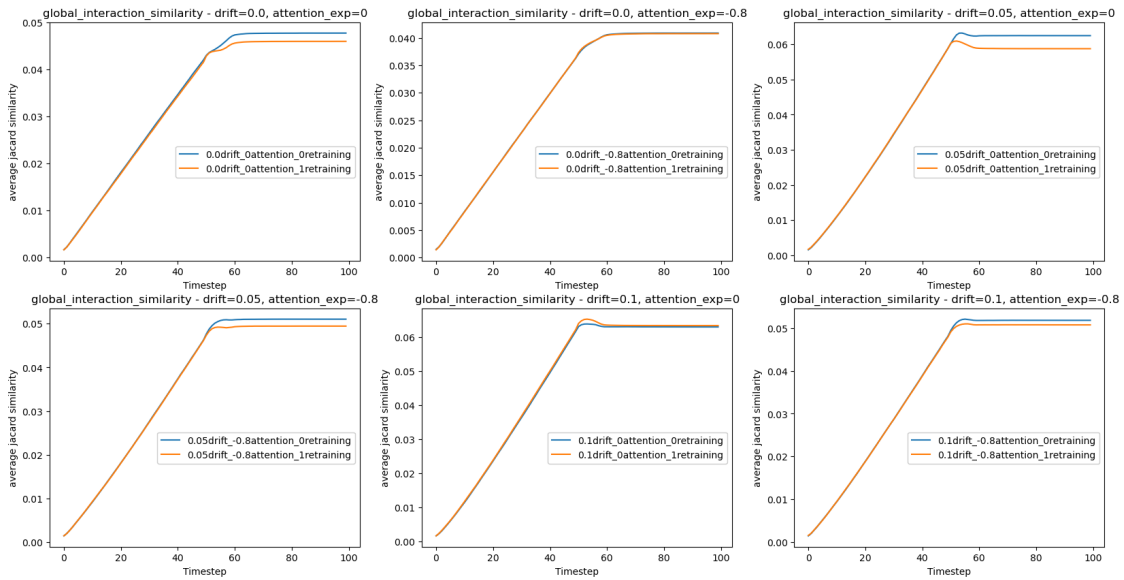 global_interaction_similarity - drift=0.0, attention_exp=0
0.05
0.04
0.03
0.02
0.01
0.00
average jacard similarity
0.0drift_0attention_0retraining
0.0drift_0attention_1retraining
0 20 40 60 80 100
Timestep
global_interaction_similarity - drift=0.0, attention_exp=-0.8
0.040
0.035
0.030
0.025
0.020
0.015
0.010
0.005
0.000
average jacard similarity
0.0drift_-0.8attention_0retraining
0.0drift_-0.8attention_1retraining
0 20 40 60 80 100
Timestep
global_interaction_similarity - drift=0.05, attention_exp=0
0.06
0.05
0.04
0.03
0.02
0.01
0.00
average jacard similarity
0.05drift_0attention_0retraining
0.05drift_0attention_1retraining
0 20 40 60 80 100
Timestep
global_interaction_similarity - drift=0.05, attention_exp=-0.8
0.05
0.04
0.03
0.02
0.01
0.00
average jacard similarity
0.05drift_-0.8attention_0retraining
0.05drift_-0.8attention_1retraining
0 20 40 60 80 100
Timestep
global_interaction_similarity - drift=0.1, attention_exp=0
0.06
0.05
0.04
0.03
0.02
0.01
0.00
average jacard similarity
0.1drift_0attention_0retraining
0.1drift_0attention_1retraining
0 20 40 60 80 100
Timestep
global_interaction_similarity - drift=0.1, attention_exp=-0.8
0.05
0.04
0.03
0.02
0.01
0.00
average jacard similarity
0.1drift_-0.8attention_0retraining
0.1drift_-0.8attention_1retraining
0 20 40 60 80 100
Timestep